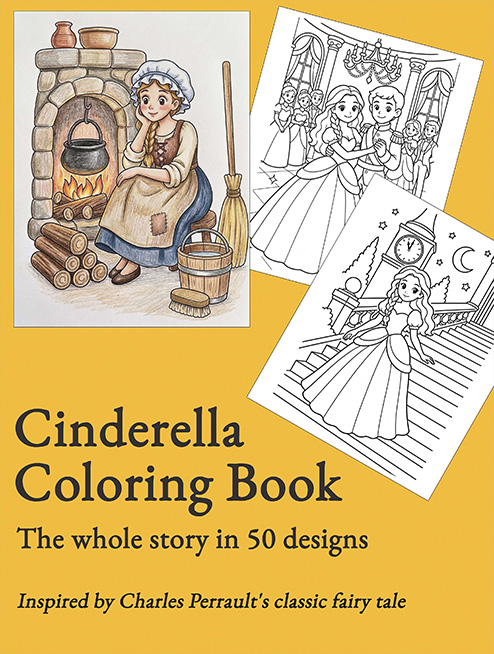 Cinderella
Coloring Book
The whole story in 50 designs
Inspired by Charles Perrault's classic fairy tale